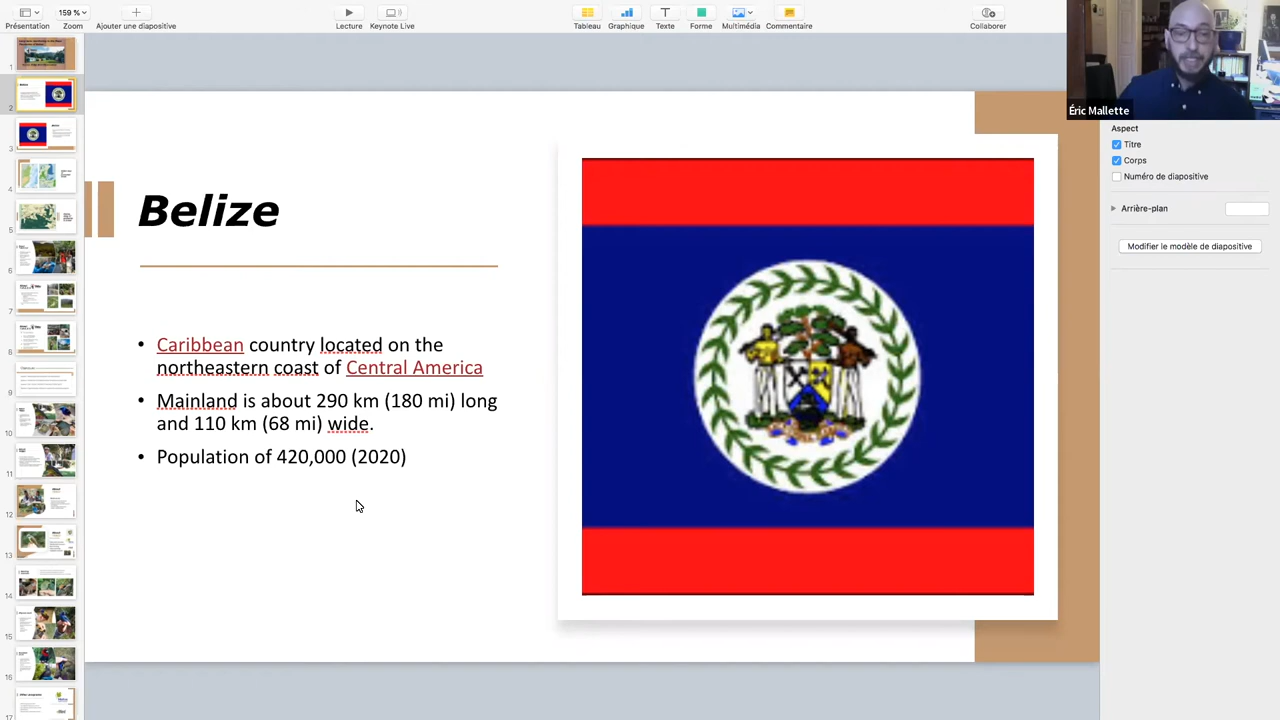 159 %
Présentation
Zoom
Ajouter une diapositive
Lecture
Keynote Live
Tableau
Graphique
Texte
Forme
Multimédia
Commentaire
Collaborer
Éric Mallette
Aspect
Titre
Corps
Numéro de diapositive
Arrière-plan
Modifier le modèle de diapositive
Belize
• Caribbean country located on the
northeastern coast of Central America
• Mainland is about 290 km (180 mi) long
and 110 km (68 mi) wide.
• Population of 420,000 (2020)